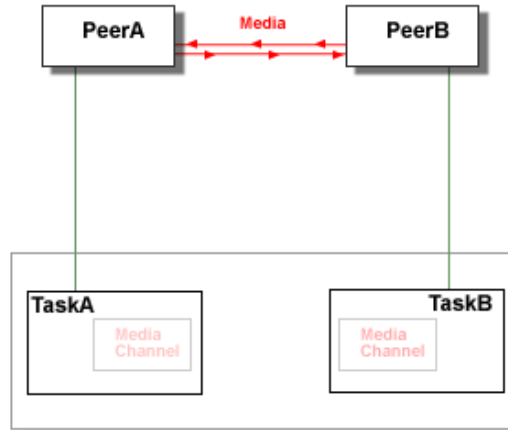 Media
PeerA
PeerB
TaskA
TaskB
Media
Channel
Media
Channel